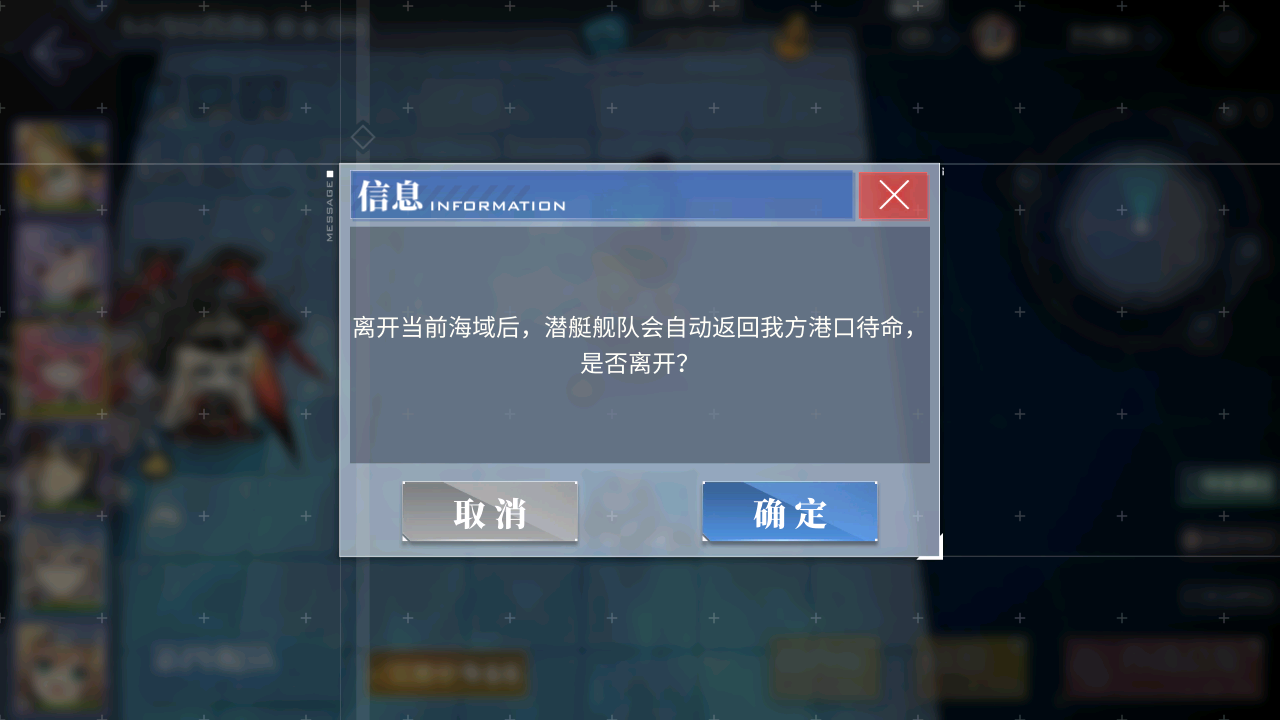 MESSAGE
信息 INFORMATION
离开当前海域后，潜艇舰队会自动返回我方港口待命，
是否离开？
取消
确定